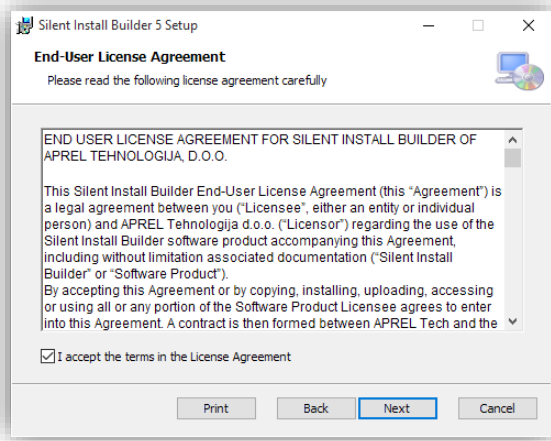 Silent Install Builder 5 Setup
End-User License Agreement
Please read the following license agreement carefully
END USER LICENSE AGREEMENT FOR SILENT INSTALL BUILDER OF
APREL TEHNOLOGIJA, D.O.O.
This Silent Install Builder End-User License Agreement (this “Agreement”) is
a legal agreement between you (“Licensee”, either an entity or individual
person) and APREL Tehnologija d.o.o. (“Licensor”) regarding the use of the
Silent Install Builder software product accompanying this Agreement,
including without limitation associated documentation (“Silent Install
Builder” or “Software Product”).
By accepting this Agreement or by copying, installing, uploading, accessing
or using all or any portion of the Software Product Licensee agrees to enter
into this Agreement. A contract is then formed between APREL Tech and the
I accept the terms in the License Agreement
Print Back Next Cancel